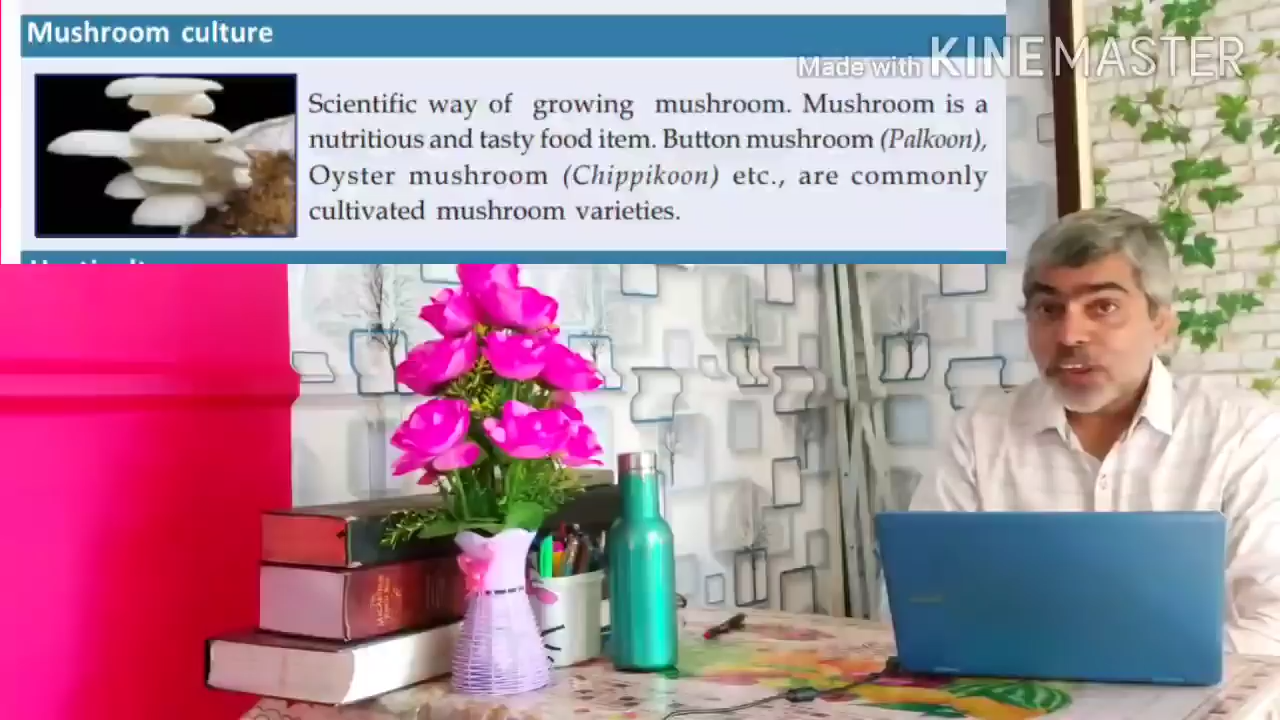 Mushroom culture
Made with KINEMASTER
Scientific way of growing mushroom. Mushroom is a
nutritious and tasty food item. Button mushroom (Palkoon),
Oyster mushroom (Chippikoon) etc., are commonly
cultivated mushroom varieties.